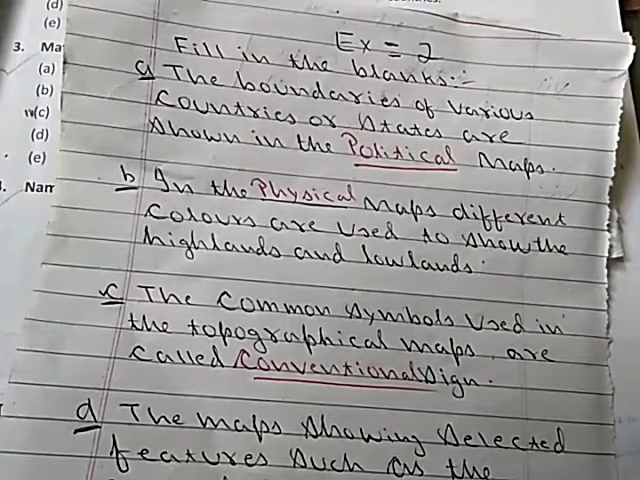 (d)
(e)
3. Ma
(a)
(b)
(c)
(d)
(e)
Nam
Ex = 2
Fill in the blanks:-
a The boundaries of various
countries or states are
shown in the Political maps.
b In the Physical maps different
colours are used to show the
highlands and lowlands.
c The common symbols used in
the topographical maps. are
called Conventional sign.
d The maps showing selected
features such as the